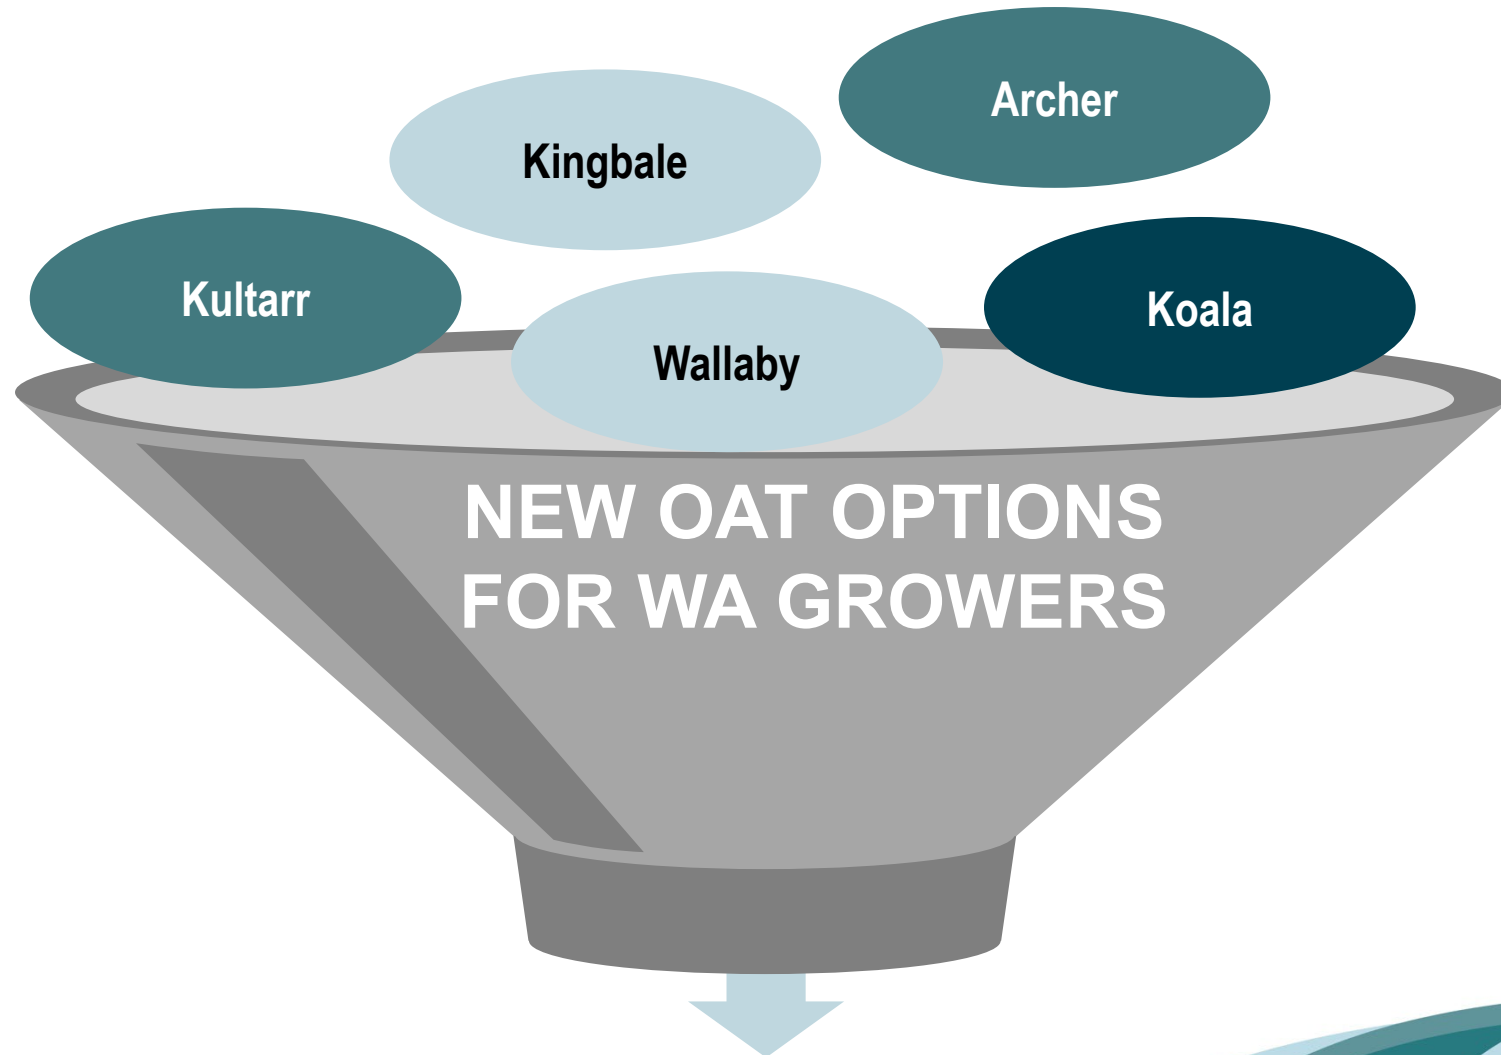 Archer
Kingbale
Kultarr
Koala
Wallaby
NEW OAT OPTIONS
FOR WA GROWERS